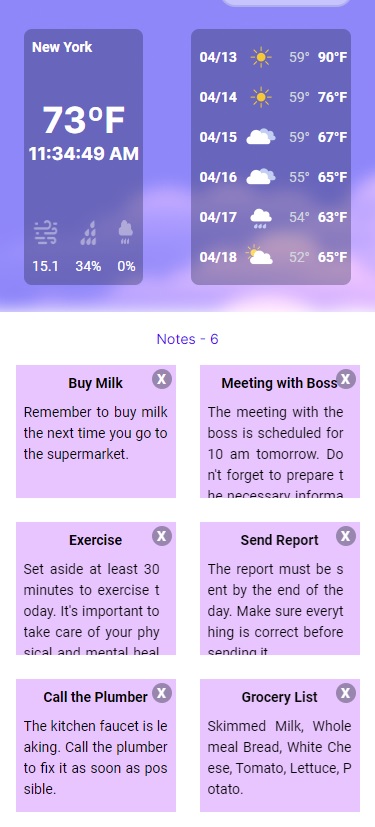 New York
73ºF
11:34:49 AM
15.1 34% 0%
04/13 59° 90°F
04/14 59° 76°F
04/15 59° 67°F
04/16 55° 65°F
04/17 54° 63°F
04/18 52° 65°F
Notes - 6
Buy Milk X
Remember to buy milk
the next time you go to
the supermarket.
Meeting with Boss X
The meeting with the
boss is scheduled for
10 am tomorrow. Do
n't forget to prepare t
he necessary informa
Exercise X
Set aside at least 30
minutes to exercise t
oday. It's important to
take care of your phy
sical and mental heal
Send Report X
The report must be s
ent by the end of the
day. Make sure everyt
hing is correct before
sending it.
Call the Plumber X
The kitchen faucet is le
aking. Call the plumber
to fix it as soon as pos
sible.
Grocery List X
Skimmed Milk, Whole
meal Bread, White Che
ese, Tomato, Lettuce, P
otato.